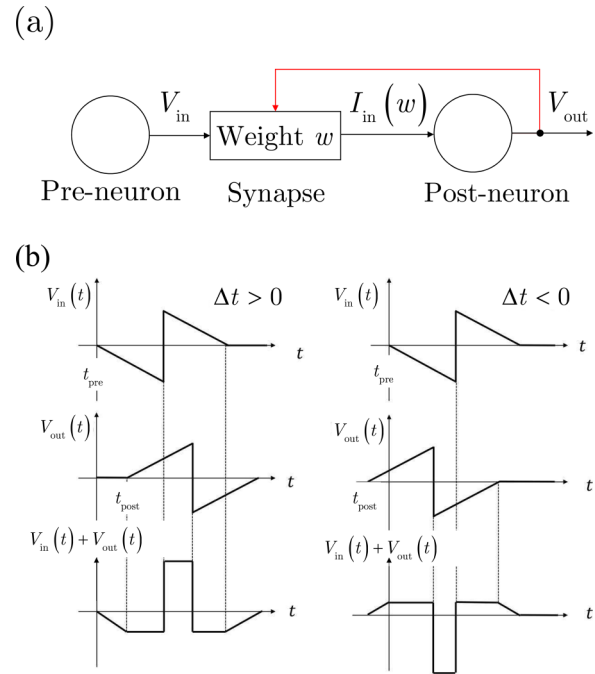 (a)
V_in
I_in (w)
V_out
Weight w
Pre-neuron
Synapse
Post-neuron
(b)
V_in (t)
Δt > 0
t
t_pre
V_out (t)
t
t_post
V_in (t) + V_out (t)
t
V_in (t)
Δt < 0
t
t_pre
V_out (t)
t
t_post
V_in (t) + V_out (t)
t